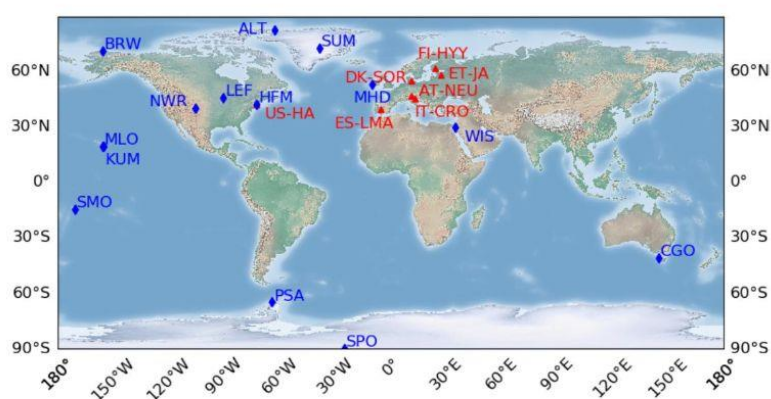 ALT
BRW
SUM
FI-HYY
60°N
DK-SOR
ET-JA
LEF
AT-NEU
NWR
HFM
MHD
US-HA
IT-CRO
30°N
ES-LMA
WIS
MLO
KUM
0°
SMO
30°S
CGO
60°S
PSA
SPO
90°S
60°N
30°N
0°
30°S
60°S
90°S
180°
150°W
120°W
90°W
60°W
30°W
0°
30°E
60°E
90°E
120°E
150°E
180°